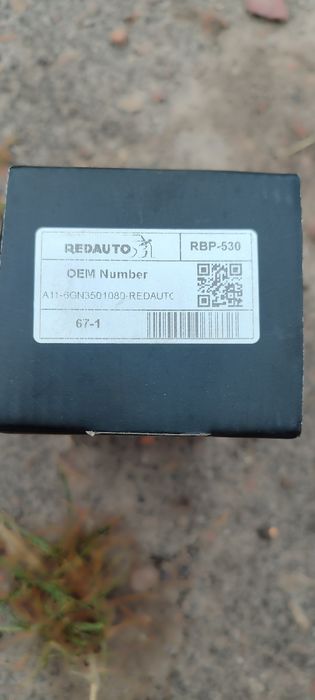 REDAUTO
RBP-530
OEM Number
A11-6GN3501080-REDAUTO
67-1